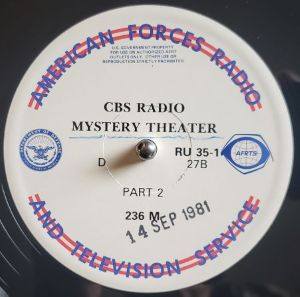 AMERICAN FORCES RADIO
U.S. GOVERNMENT PROPERTY
FOR USE ON AUTHORIZED AFRT
OUTLETS ONLY. OTHER USE OR
REPRODUCTION STRICTLY PROHIBITED.
CBS RADIO
MYSTERY THEATER
D
RU 35-1
27B
AFRTS
PART 2
236 M
14 SEP 1981
AND TELEVISION SERVICE